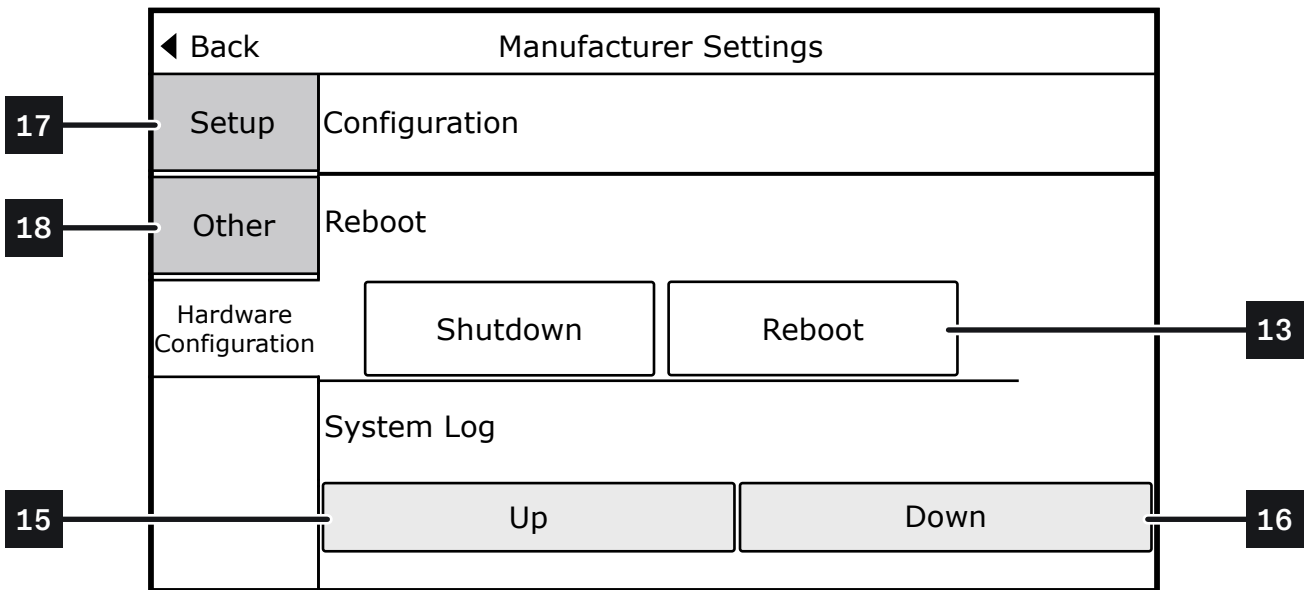 Back
Manufacturer Settings
17
Setup
Configuration
18
Other
Reboot
Hardware
Configuration
Shutdown
Reboot
13
System Log
15
Up
Down
16